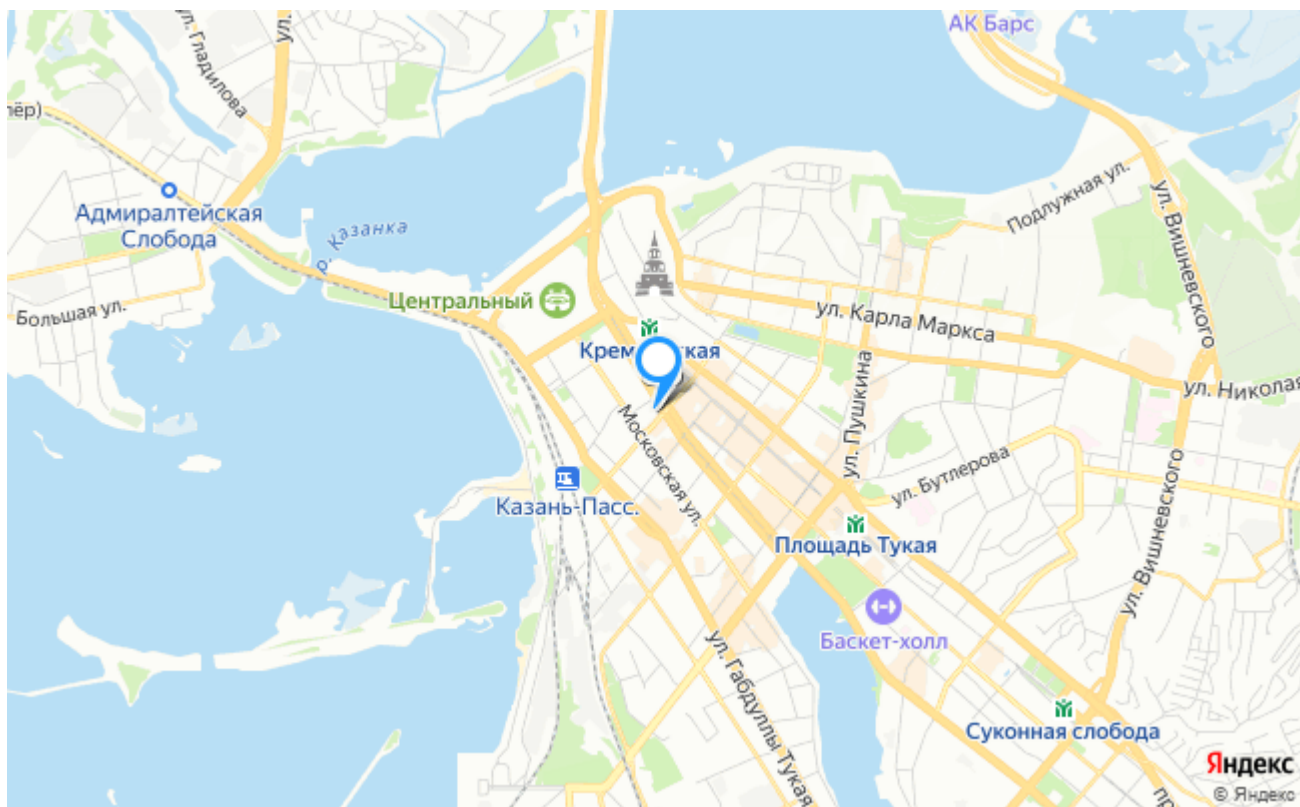 АК Барс
ул. Гладилова
ул.
пёр)
Адмиралтейская
Слобода
р. Казанка
Подлужная ул.
ул. Вишневского
Большая ул.
Центральный
ул. Карла Маркса
ул. Николая
ул. Пушкина
Московская ул.
ул. Бутлерова
Казань-Пасс.
Площадь Тукая
ул. Вишневского
Баскет-холл
ул. Габдуллы Тукая
Суконная слобода
Яндекс
© Яндекс